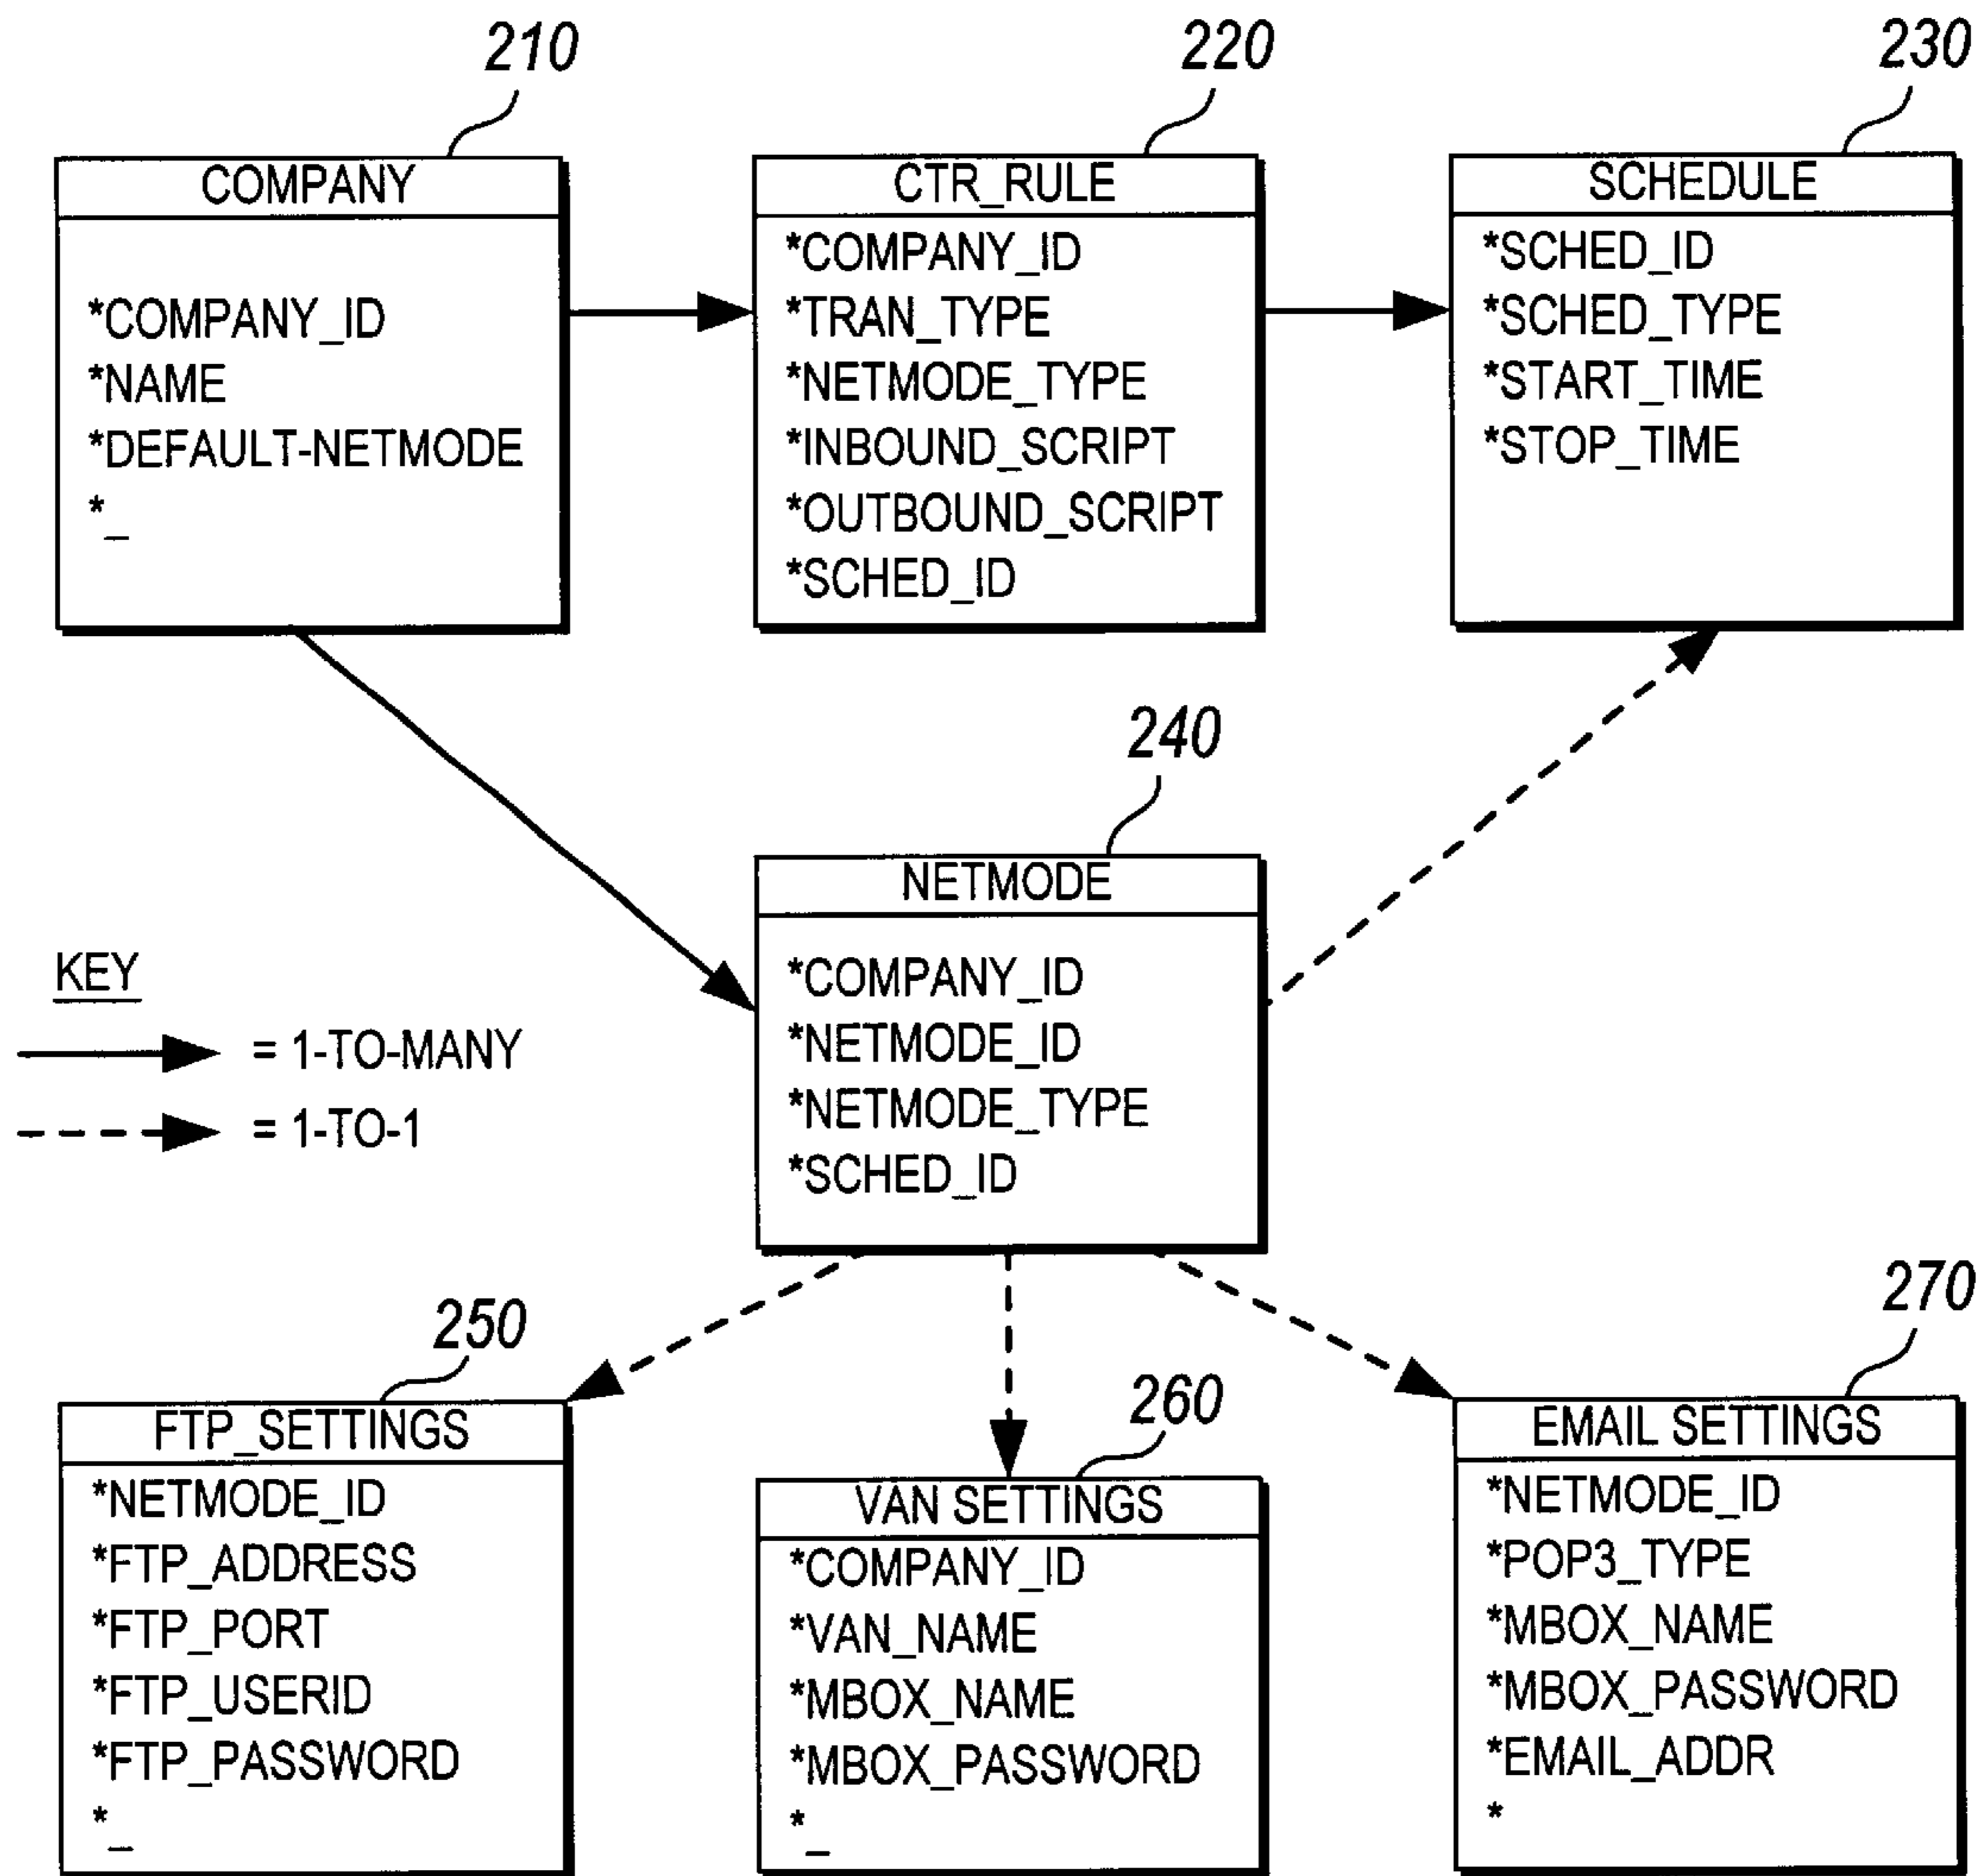 210
COMPANY
*COMPANY_ID
*NAME
*DEFAULT-NETMODE
*_
220
CTR_RULE
*COMPANY_ID
*TRAN_TYPE
*NETMODE_TYPE
*INBOUND_SCRIPT
*OUTBOUND_SCRIPT
*SCHED_ID
230
SCHEDULE
*SCHED_ID
*SCHED_TYPE
*START_TIME
*STOP_TIME
240
NETMODE
*COMPANY_ID
*NETMODE_ID
*NETMODE_TYPE
*SCHED_ID
KEY
= 1-TO-MANY
= 1-TO-1
250
FTP_SETTINGS
*NETMODE_ID
*FTP_ADDRESS
*FTP_PORT
*FTP_USERID
*FTP_PASSWORD
*_
260
VAN SETTINGS
*COMPANY_ID
*VAN_NAME
*MBOX_NAME
*MBOX_PASSWORD
*_
270
EMAIL SETTINGS
*NETMODE_ID
*POP3_TYPE
*MBOX_NAME
*MBOX_PASSWORD
*EMAIL_ADDR
*